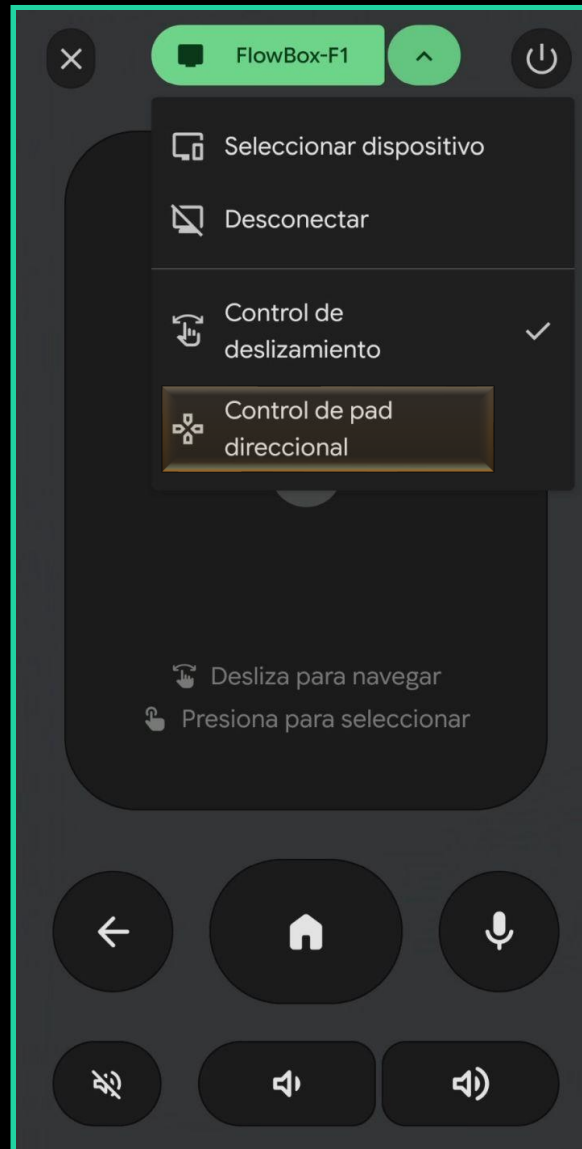 FlowBox-F1
Seleccionar dispositivo
Desconectar
Control de
deslizamiento
Control de pad
direccional
Desliza para navegar
Presiona para seleccionar